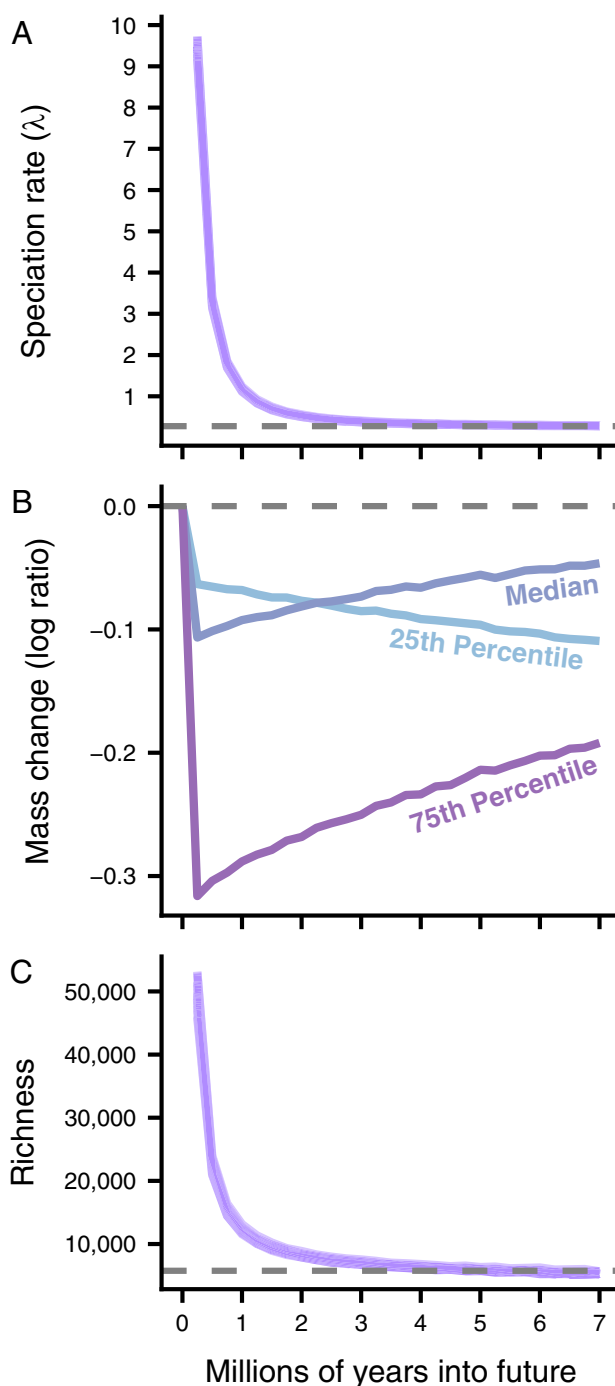 A
Speciation rate (λ)
10
9
8
7
6
5
4
3
2
1
B
Mass change (log ratio)
0.0
−0.1
−0.2
−0.3
Median
25th Percentile
75th Percentile
C
Richness
50,000
40,000
30,000
20,000
10,000
0 1 2 3 4 5 6 7
Millions of years into future